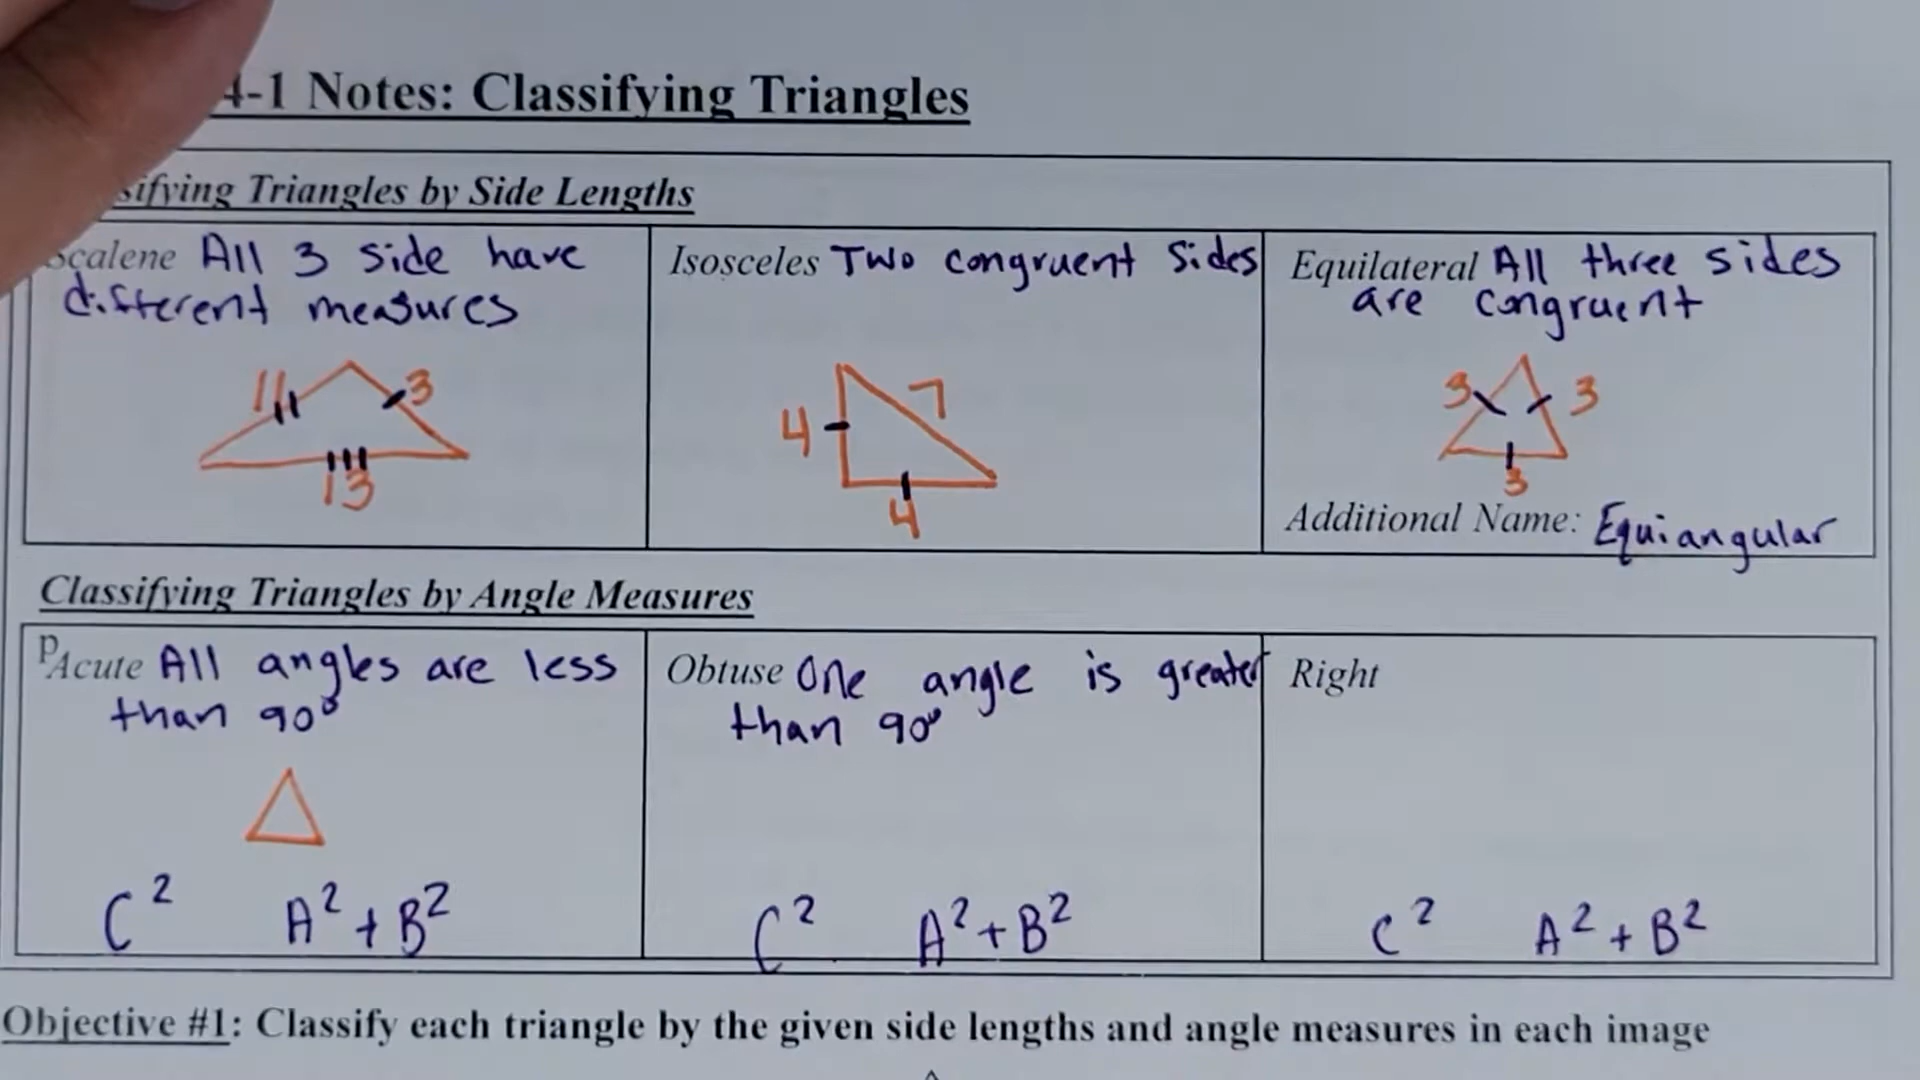 4-1 Notes: Classifying Triangles
sifying Triangles by Side Lengths
Scalene All 3 side have
different measures
11 3
13
Isosceles Two congruent Sides
7
4
4
Equilateral All three sides
are congruent
3 3
3
Additional Name: Equiangular
Classifying Triangles by Angle Measures
P
Acute All angles are less
than 90°
C² A² + B²
Obtuse One angle is greater
than 90°
C² A² + B²
Right
C² A² + B²
Objective #1: Classify each triangle by the given side lengths and angle measures in each image